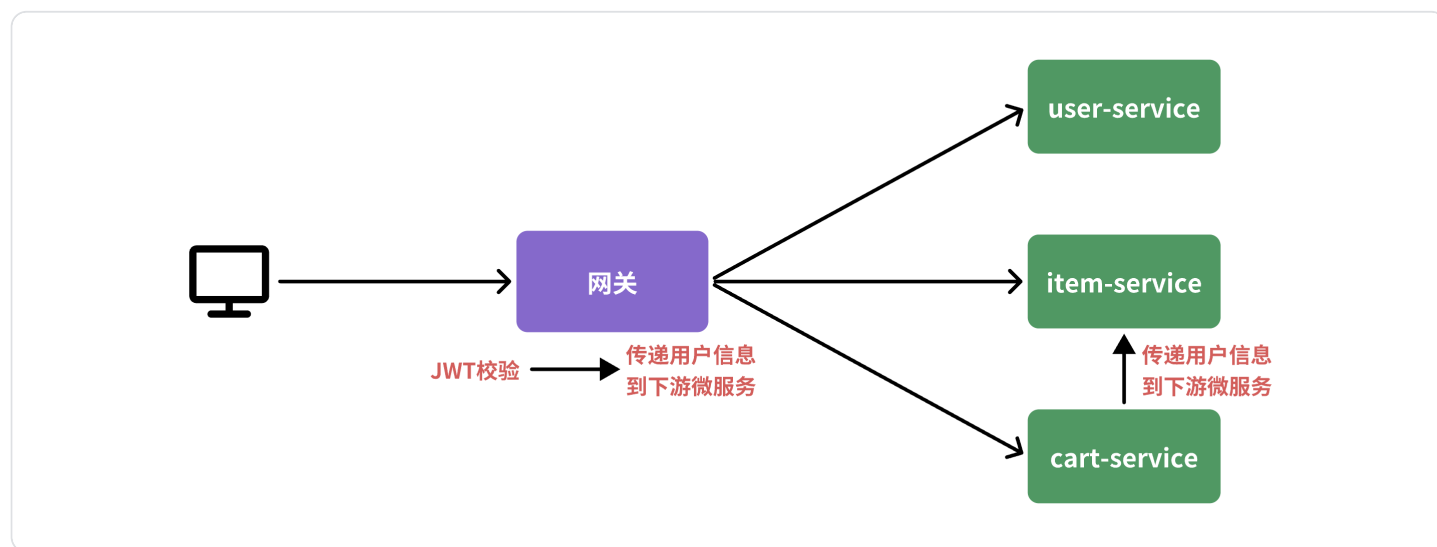 user-service
网关
item-service
JWT校验
传递用户信息
到下游微服务
传递用户信息
到下游微服务
cart-service